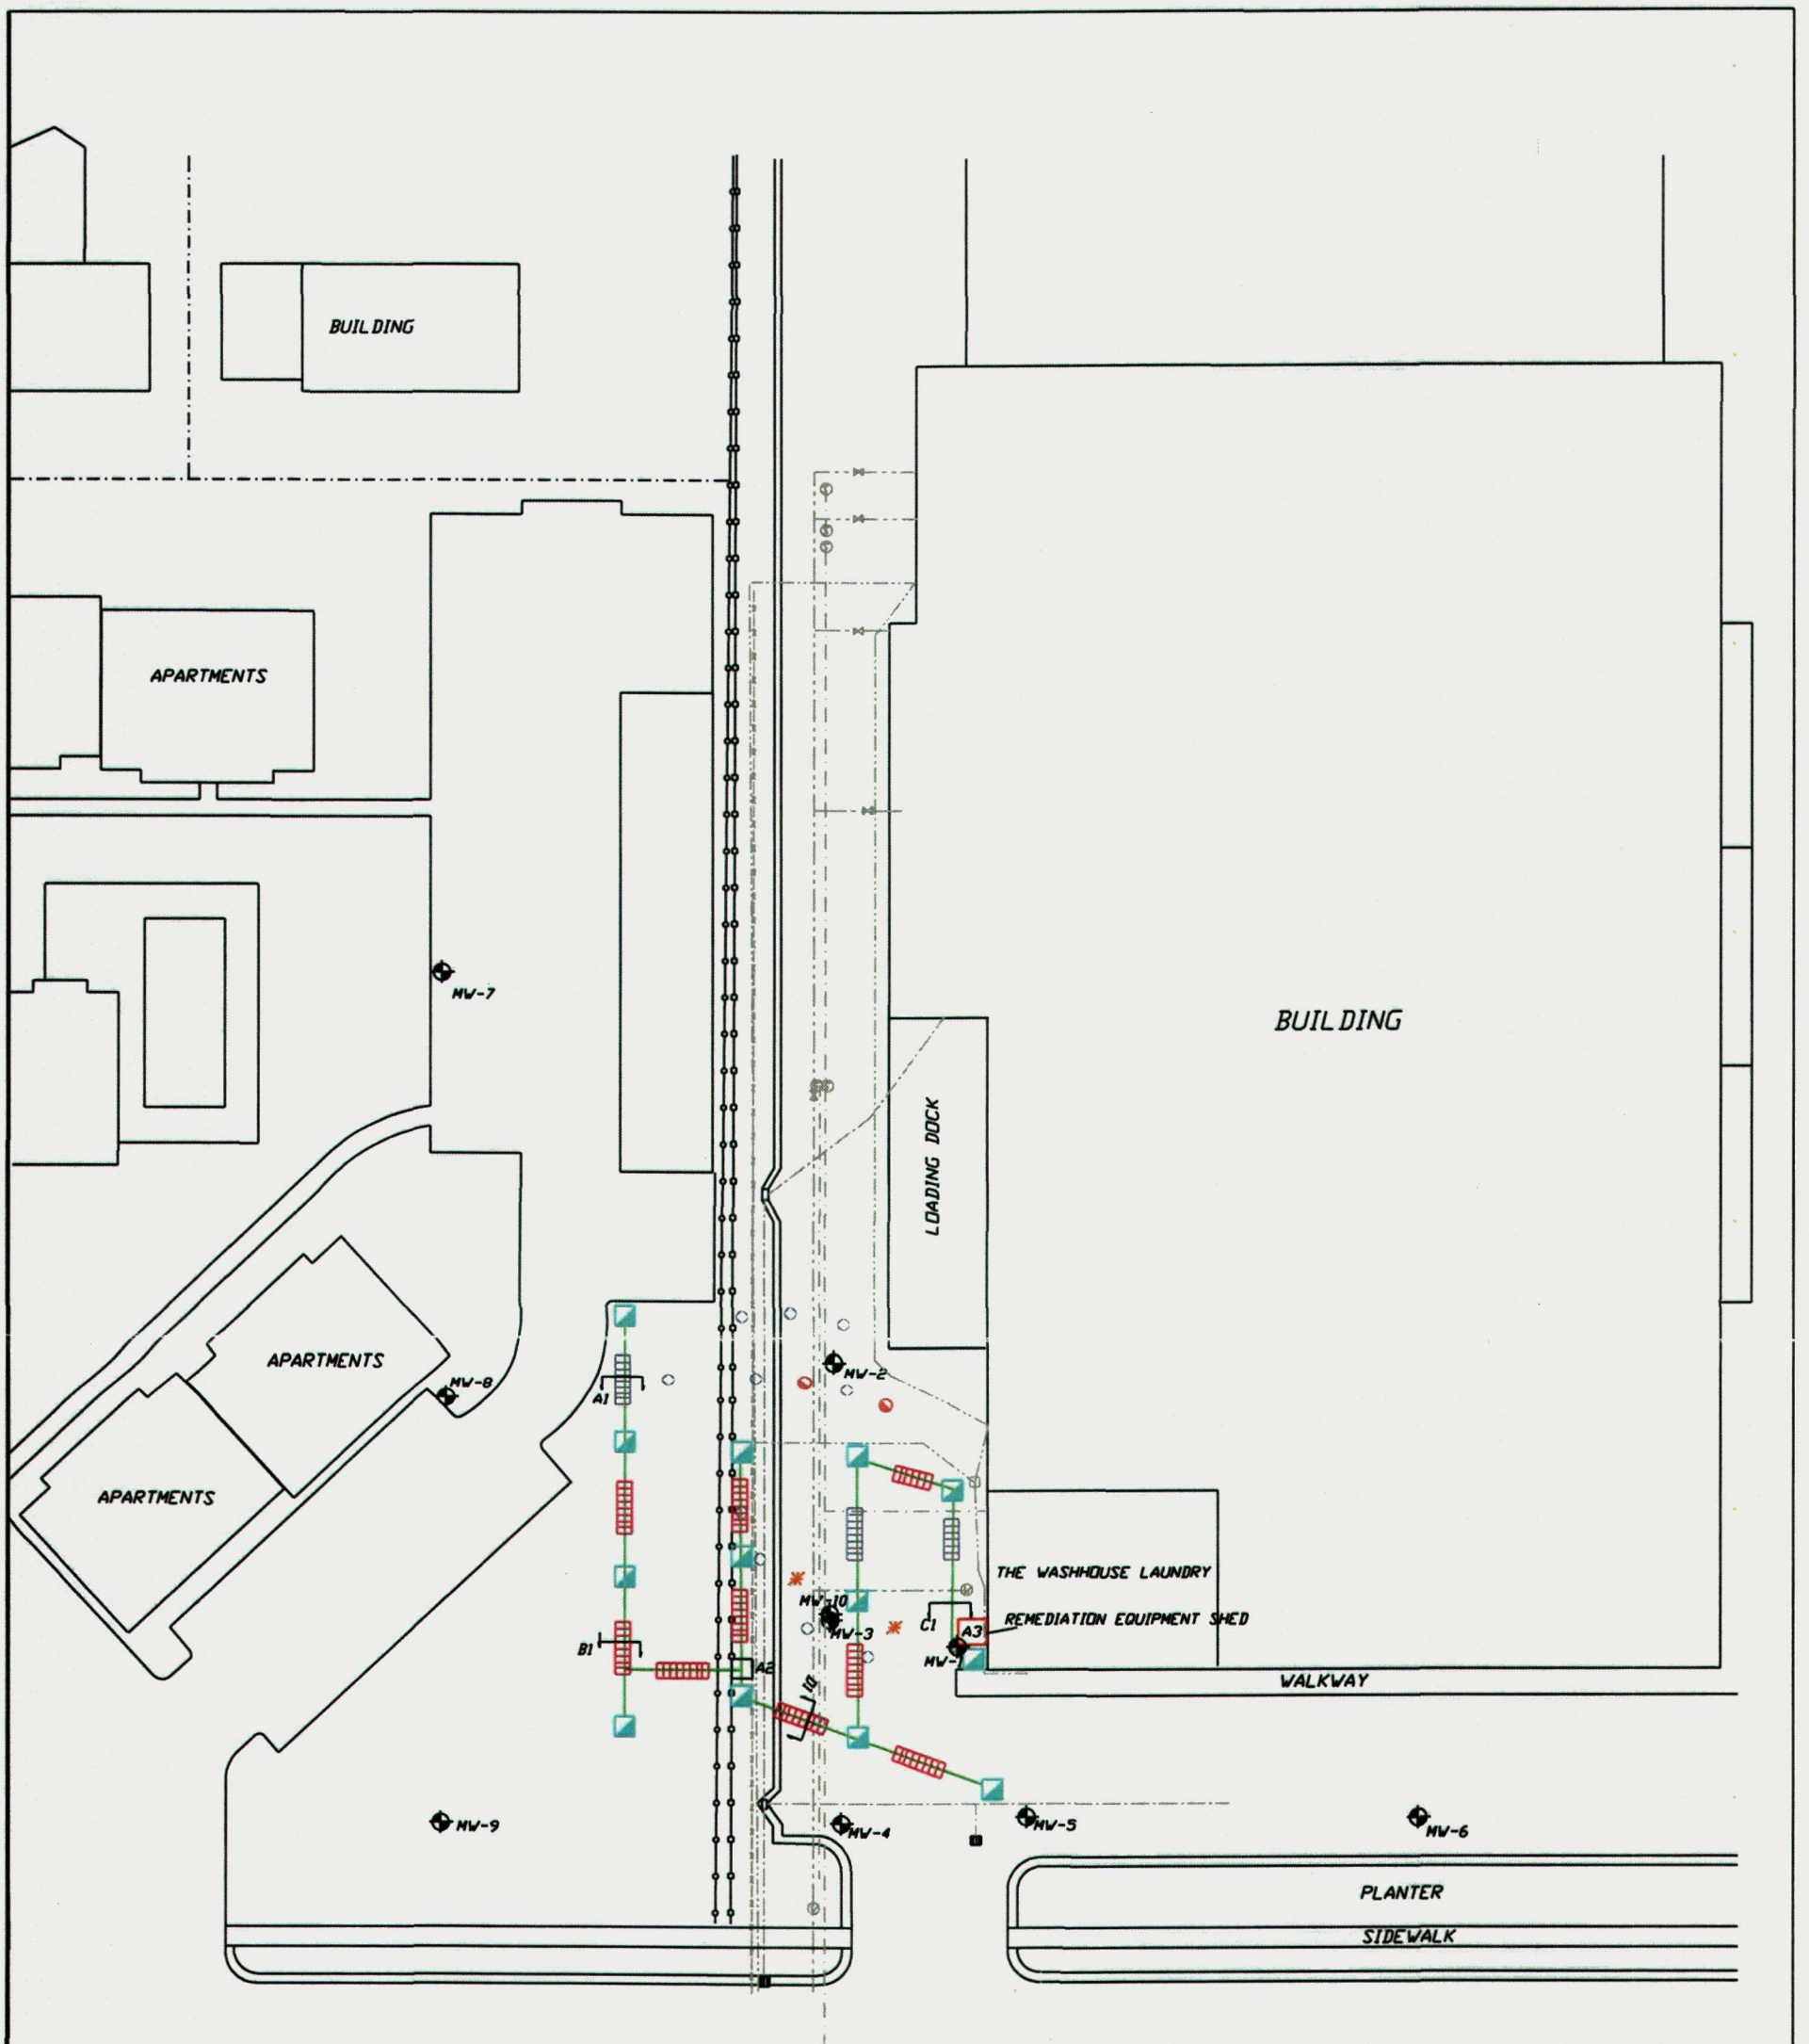 BUILDING
APARTMENTS
MW-7
BUILDING
LOADING DOCK
APARTMENTS
MW-8
MW-2
A1
APARTMENTS
THE WASHHOUSE LAUNDRY
MW-10
MW-3
C1
A3
REMEDIATION EQUIPMENT SHED
B1
A2
MW-
WALKWAY
D1
MW-9
MW-4
MW-5
MW-6
PLANTER
SIDEWALK